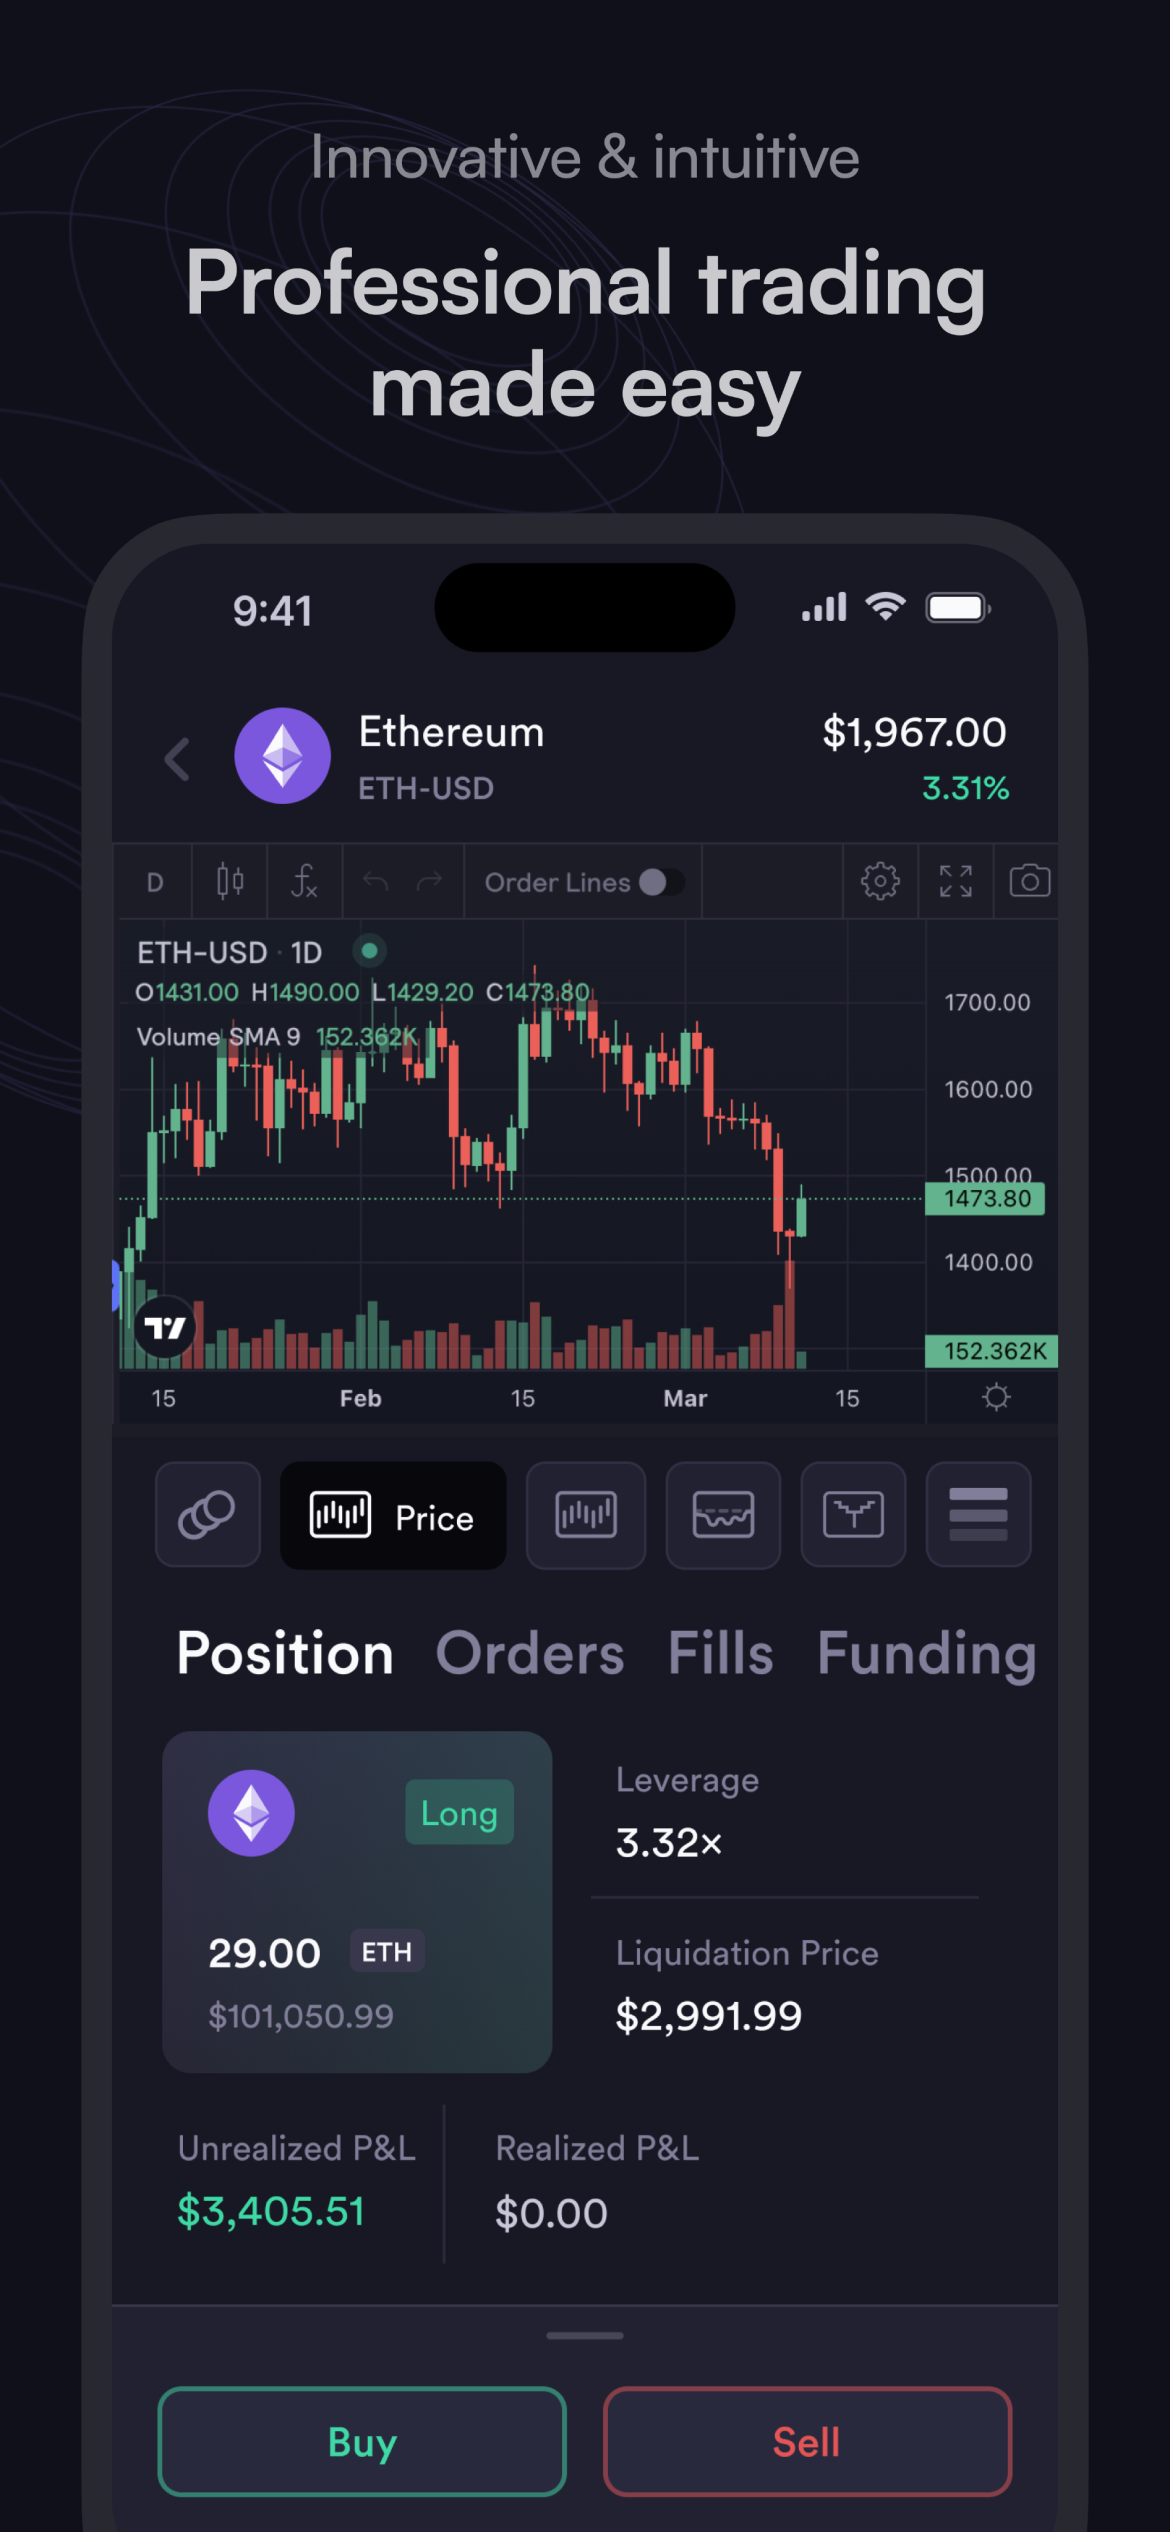 Innovative & intuitive
Professional trading
made easy
9:41
Ethereum
$1,967.00
ETH-USD
3.31%
D
Order Lines
ETH-USD · 1D
O1431.00 H1490.00 L1429.20 C1473.80
Volume SMA 9 152.362K
1700.00
1600.00
1500.00
1473.80
1400.00
152.362K
15
Feb
15
Mar
15
Price
Position
Orders
Fills
Funding
Long
29.00 ETH
$101,050.99
Leverage
3.32×
Liquidation Price
$2,991.99
Unrealized P&L
$3,405.51
Realized P&L
$0.00
Buy
Sell